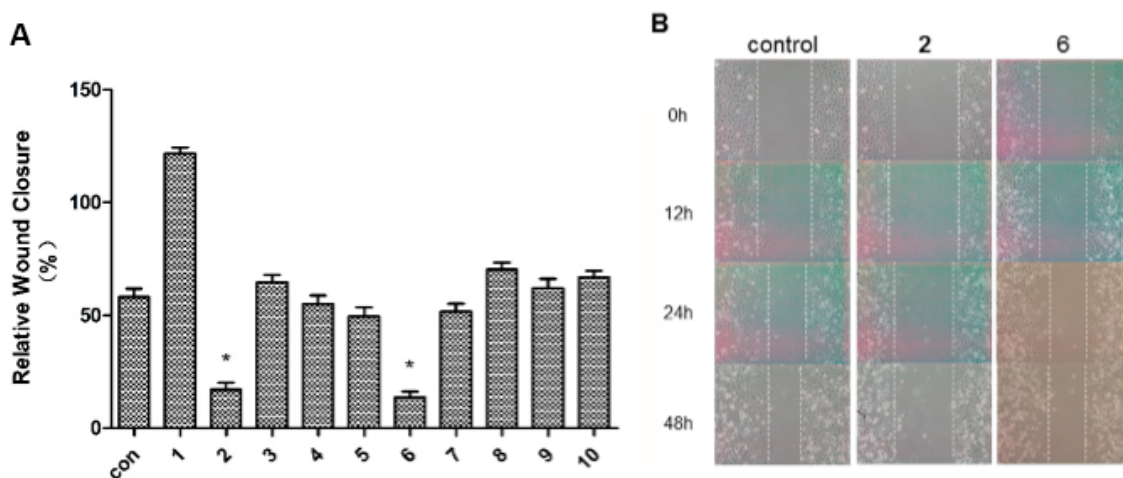 A
Relative Wound Closure
(%)
150
100
50
0
*
*
con 1 2 3 4 5 6 7 8 9 10
B
control 2 6
0h
12h
24h
48h